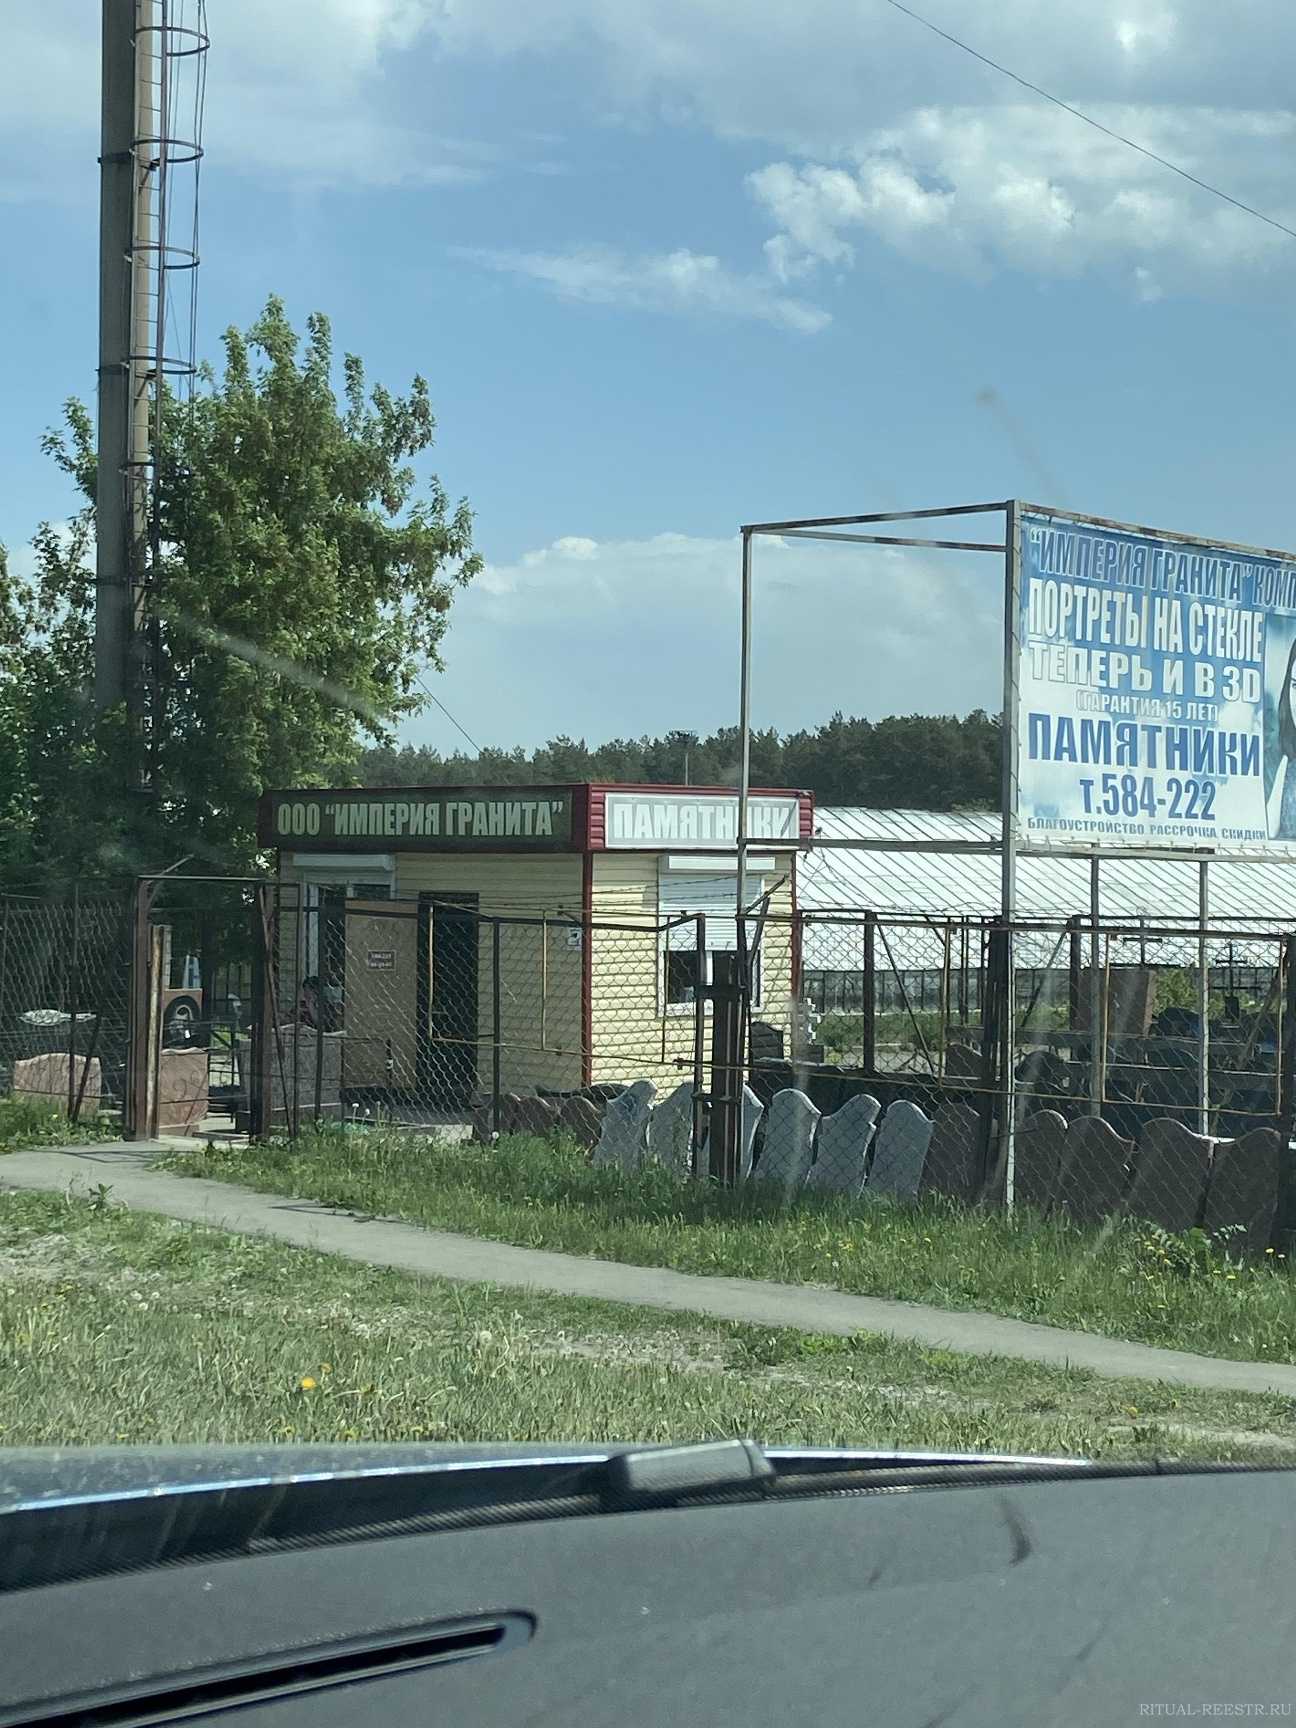 "ИМПЕРИЯ ГРАНИТА" КОМП
ПОРТРЕТЫ НА СТЕКЛЕ
ТЕПЕРЬ И В 3D
(ГАРАНТИЯ 15 ЛЕТ)
ПАМЯТНИКИ
т.584-222
БЛАГОУСТРОЙСТВО РАССРОЧКА СКИДКИ
ООО "ИМПЕРИЯ ГРАНИТА"
ПАМЯТНИКИ
RITUAL-REESTR.RU